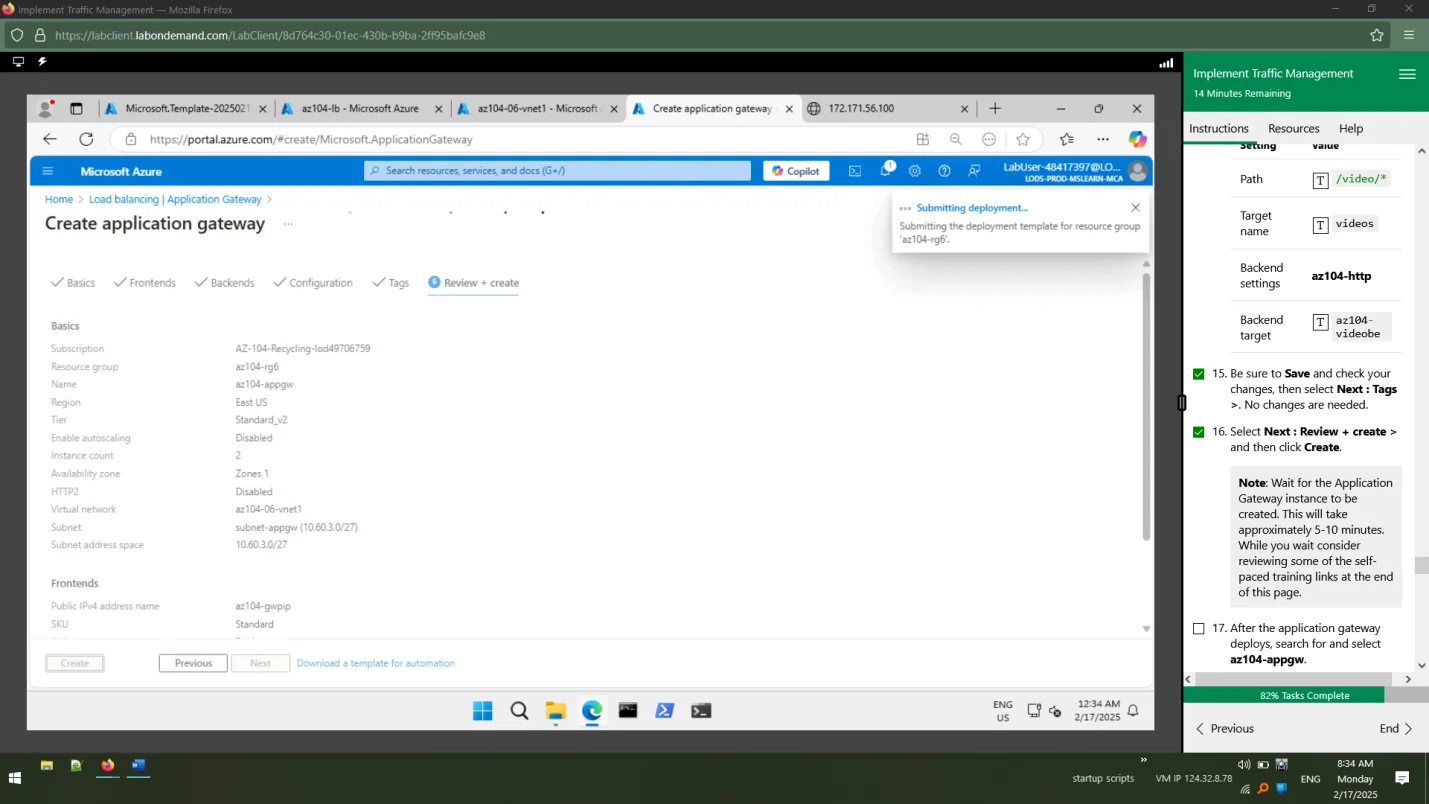 Implement Traffic Management — Mozilla Firefox
https://labclient.labondemand.com/LabClient/8d764c30-01ec-430b-b9ba-2ff95bafc9e8
Microsoft.Template-2025021
az104-lb - Microsoft Azure
az104-06-vnet1 - Microsoft A
Create application gateway -
172.171.56.100
https://portal.azure.com/#create/Microsoft.ApplicationGateway
Microsoft Azure
Search resources, services, and docs (G+/)
Copilot
1
LabUser-48417397@LO...
LODS-PROD-MSLEARN-MCA
Home > Load balancing | Application Gateway >
Create application gateway ...
Submitting deployment...
Submitting the deployment template for resource group
'az104-rg6'.
Basics
Frontends
Backends
Configuration
Tags
6 Review + create
Basics
Subscription AZ-104-Recycling-lod49706759
Resource group az104-rg6
Name az104-appgw
Region East US
Tier Standard_v2
Enable autoscaling Disabled
Instance count 2
Availability zone Zones 1
HTTP2 Disabled
Virtual network az104-06-vnet1
Subnet subnet-appgw (10.60.3.0/27)
Subnet address space 10.60.3.0/27
Frontends
Public IPv4 address name az104-gwpip
SKU Standard
Create
Previous
Next
Download a template for automation
ENG
US
12:34 AM
2/17/2025
Implement Traffic Management
14 Minutes Remaining
Instructions Resources Help
Setting Value
Path T /video/*
Target
name
T videos
Backend
settings
az104-http
Backend
target
T az104-
videobe
15. Be sure to Save and check your
changes, then select Next : Tags
>. No changes are needed.
16. Select Next : Review + create >
and then click Create.
Note: Wait for the Application
Gateway instance to be
created. This will take
approximately 5-10 minutes.
While you wait consider
reviewing some of the self-
paced training links at the end
of this page.
17. After the application gateway
deploys, search for and select
az104-appgw.
82% Tasks Complete
Previous
End
startup scripts
VM IP 124.32.8.78
ENG
8:34 AM
Monday
2/17/2025